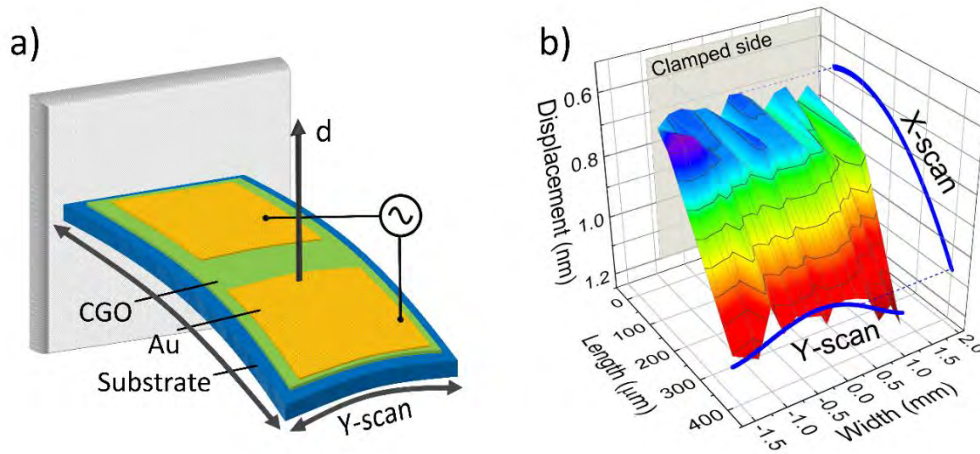 a)
d
CGO
Au
Substrate
Y-scan
b)
Clamped side
X-scan
Y-scan
Displacement (nm)
0.6
0.8
1.0
1.2
Length (μm)
0
100
200
300
400
Width (mm)
-1.5
-1.0
-0.5
0.0
0.5
1.0
1.5
2.0